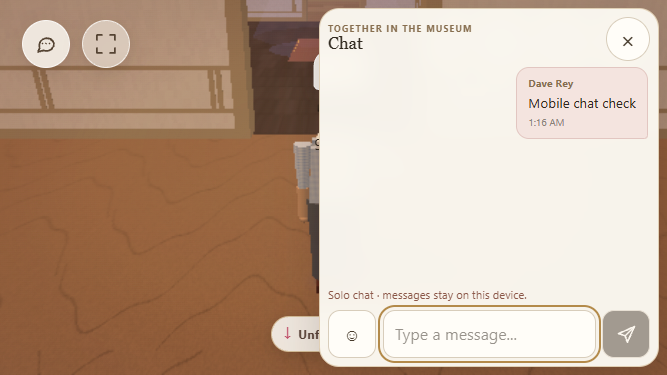 TOGETHER IN THE MUSEUM
Chat
Dave Rey
Mobile chat check
1:16 AM
Solo chat · messages stay on this device.
Type a message...